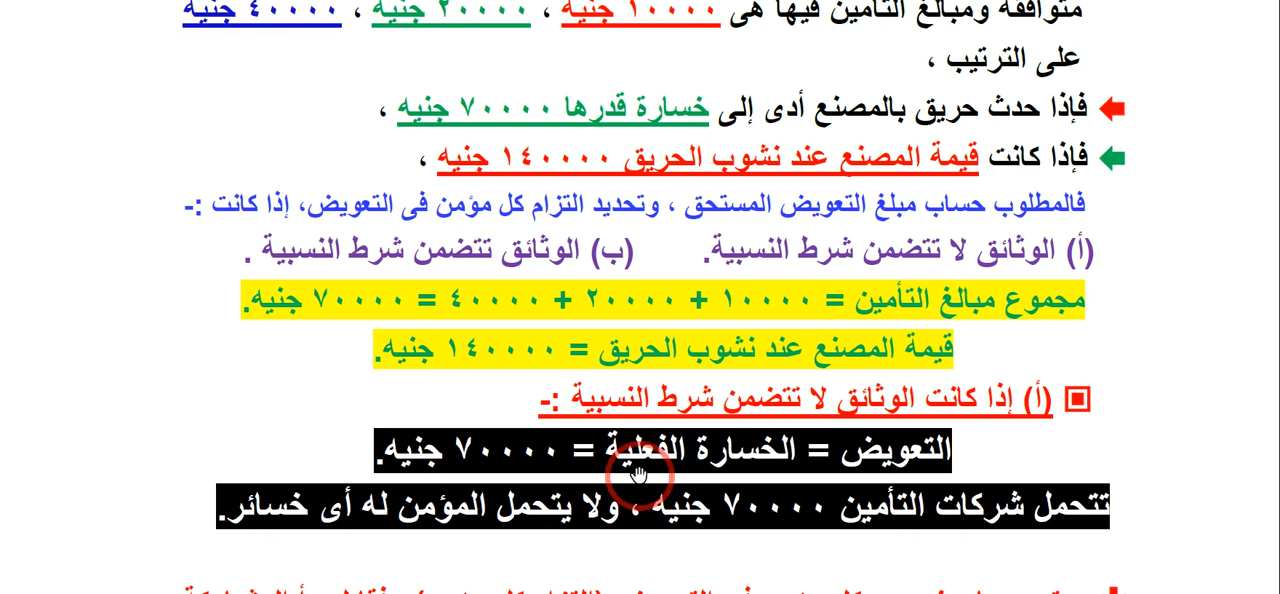 متوافقة ومبالغ التأمين فيها هى ١٠٠٠٠ جنيه ، ٢٠٠٠٠ جنيه ، ٤٠٠٠٠ جنيه
على الترتيب ،
فإذا حدث حريق بالمصنع أدى إلى خسارة قدرها ٧٠٠٠٠ جنيه ،
فإذا كانت قيمة المصنع عند نشوب الحريق ١٤٠٠٠٠ جنيه ،
فالمطلوب حساب مبلغ التعويض المستحق ، وتحديد التزام كل مؤمن فى التعويض، إذا كانت :-
(أ) الوثائق لا تتضمن شرط النسبية. (ب) الوثائق تتضمن شرط النسبية .
مجموع مبالغ التأمين = ١٠٠٠٠ + ٢٠٠٠٠ + ٤٠٠٠٠ = ٧٠٠٠٠ جنيه.
قيمة المصنع عند نشوب الحريق = ١٤٠٠٠٠ جنيه.
(أ) إذا كانت الوثائق لا تتضمن شرط النسبية :-
التعويض = الخسارة الفعلية = ٧٠٠٠٠ جنيه.
تتحمل شركات التأمين ٧٠٠٠٠ جنيه ، ولا يتحمل المؤمن له أى خسائر.